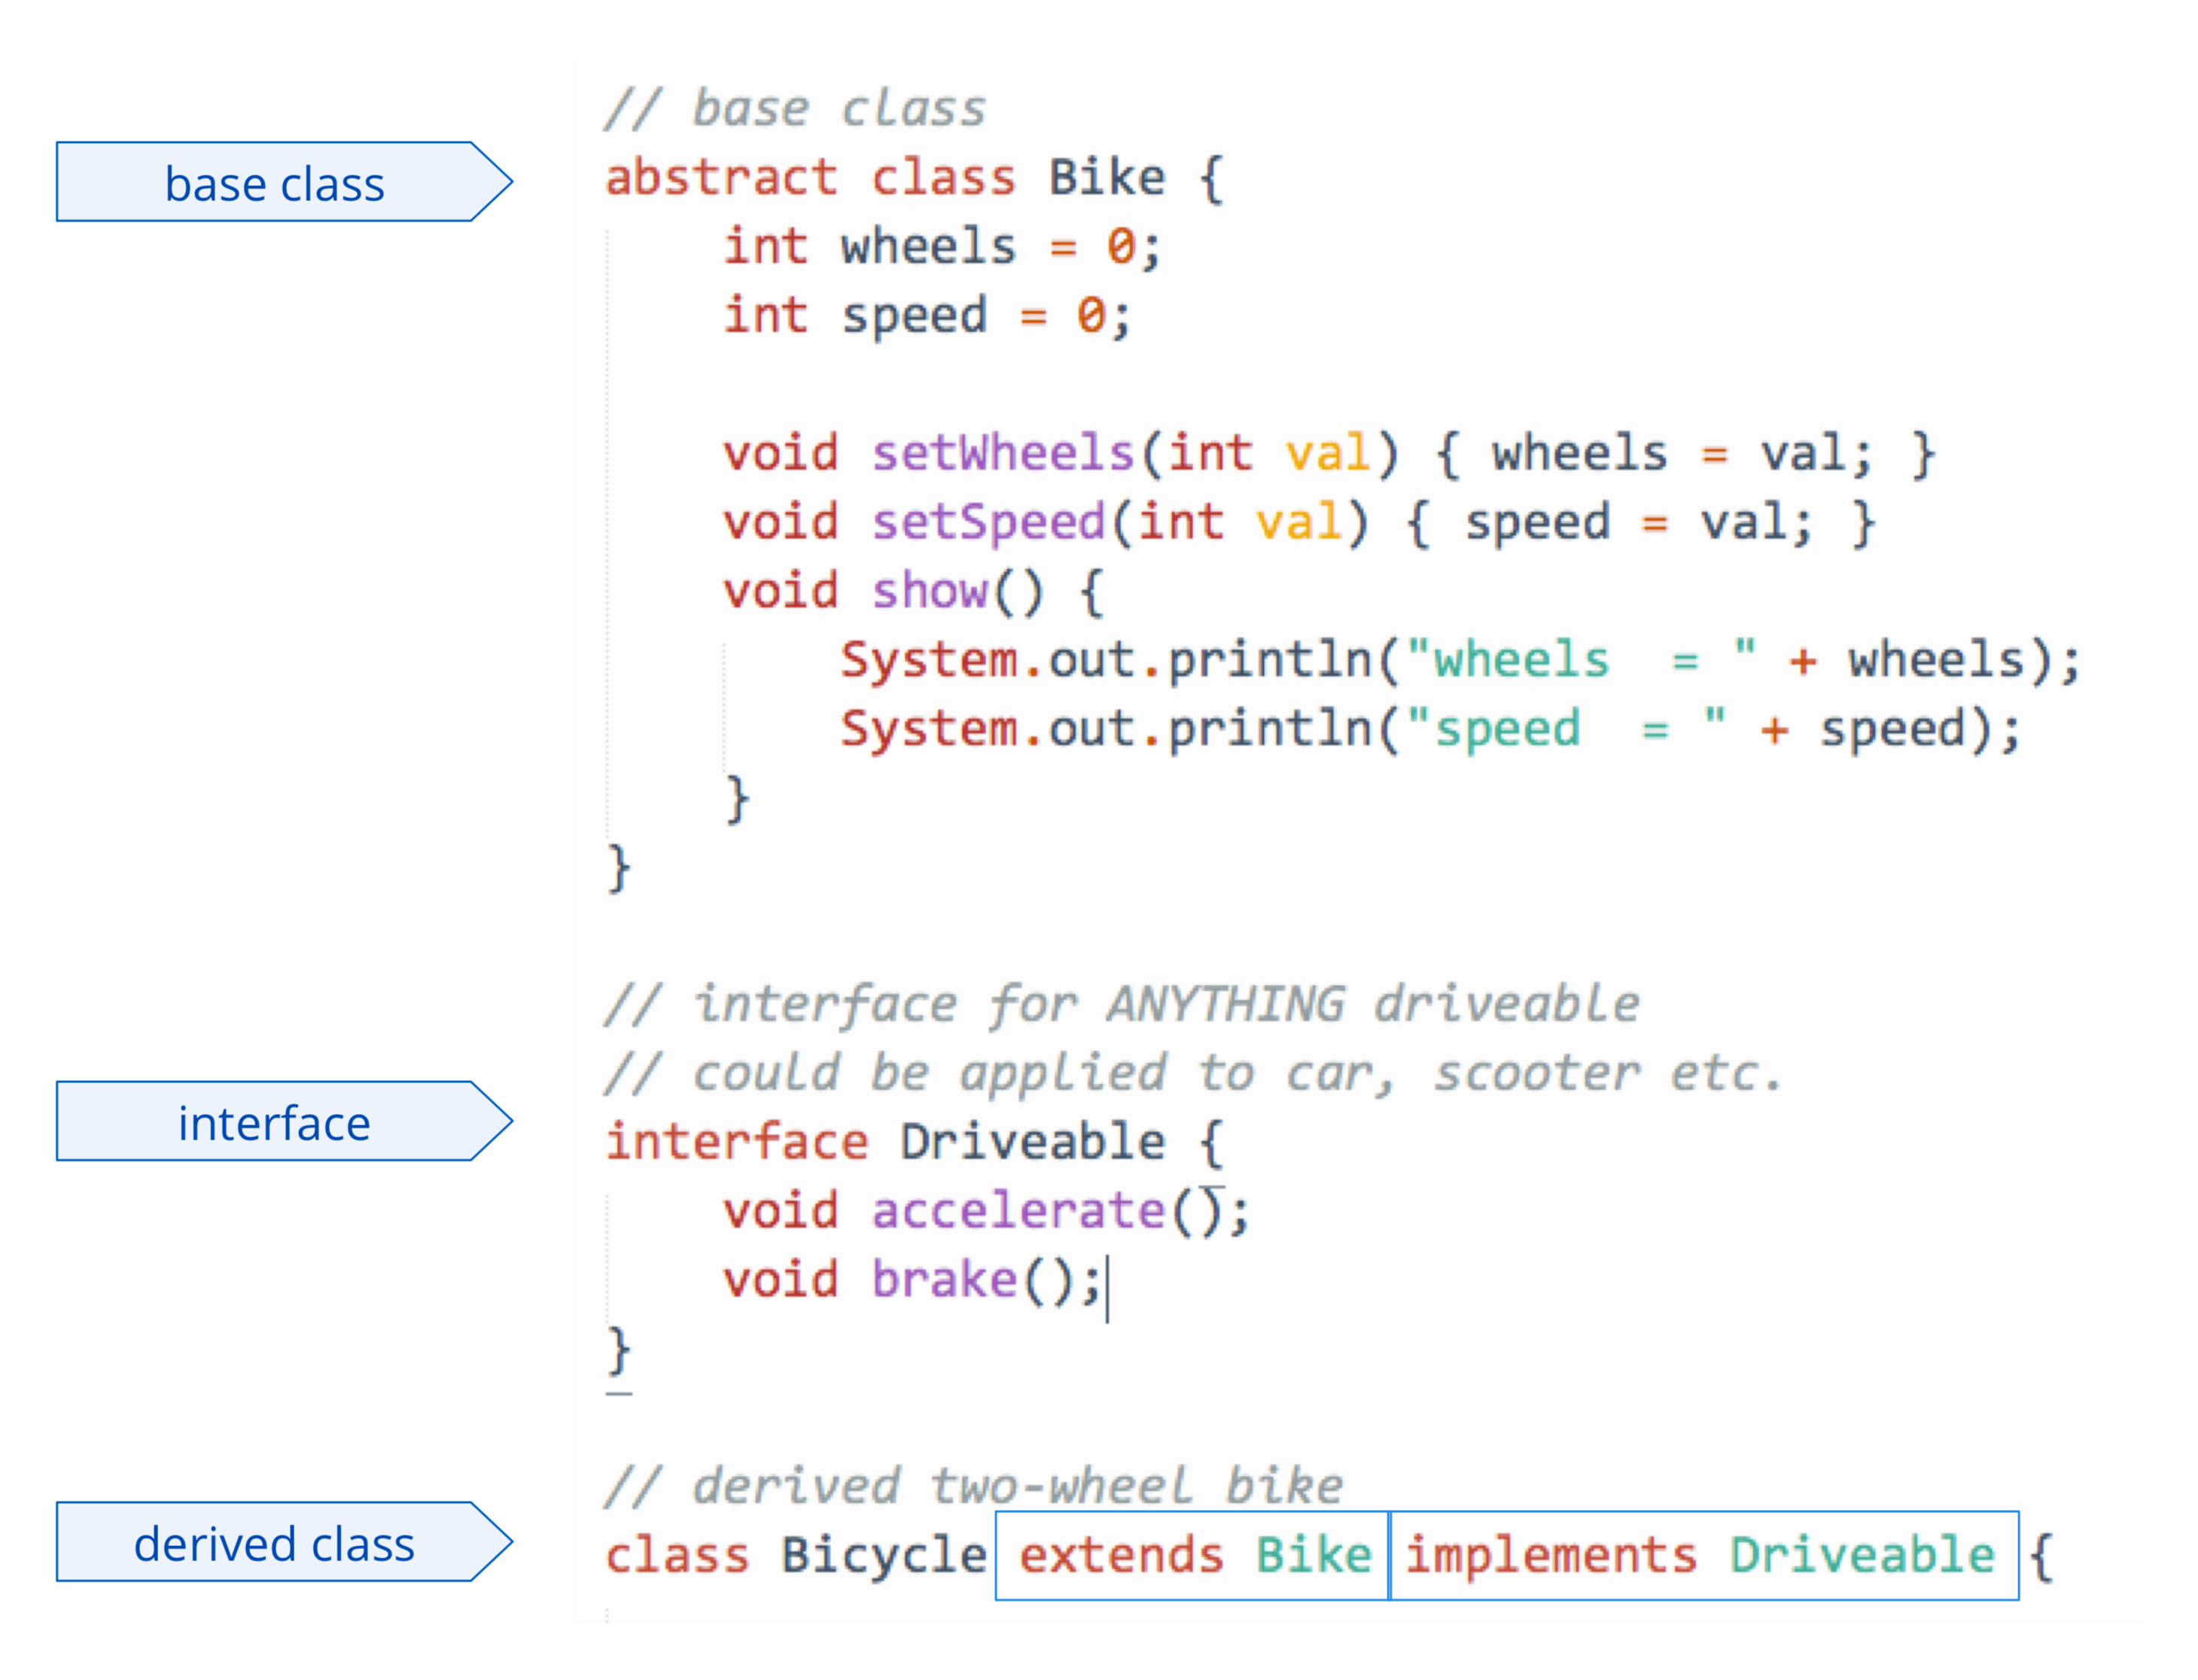 // base class
base class
abstract class Bike {
int wheels = 0;
int speed = 0;
void setWheels(int val) { wheels = val; }
void setSpeed(int val) { speed = val; }
void show() {
System.out.println("wheels  = " + wheels);
System.out.println("speed  = " + speed);
}
}
// interface for ANYTHING driveable
// could be applied to car, scooter etc.
interface
interface Driveable {
void accelerate();
void brake();
}
// derived two-wheel bike
derived class
class Bicycle extends Bike implements Driveable {